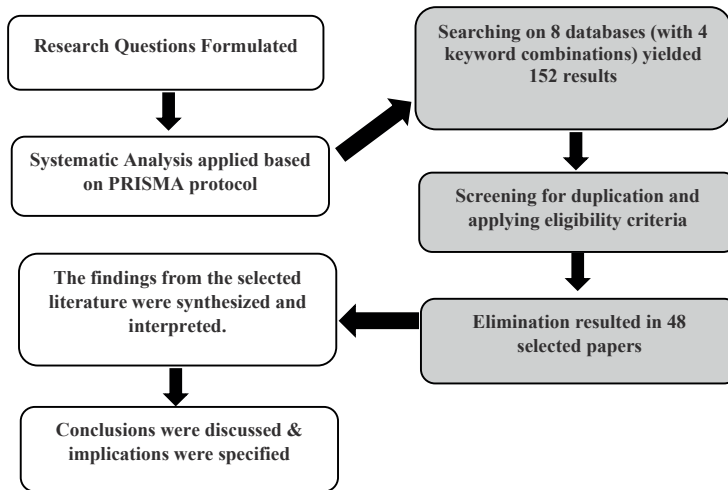 Research Questions Formulated
Systematic Analysis applied based
on PRISMA protocol
Searching on 8 databases (with 4
keyword combinations) yielded
152 results
Screening for duplication and
applying eligibility criteria
Elimination resulted in 48
selected papers
The findings from the selected
literature were synthesized and
interpreted.
Conclusions were discussed &
implications were specified